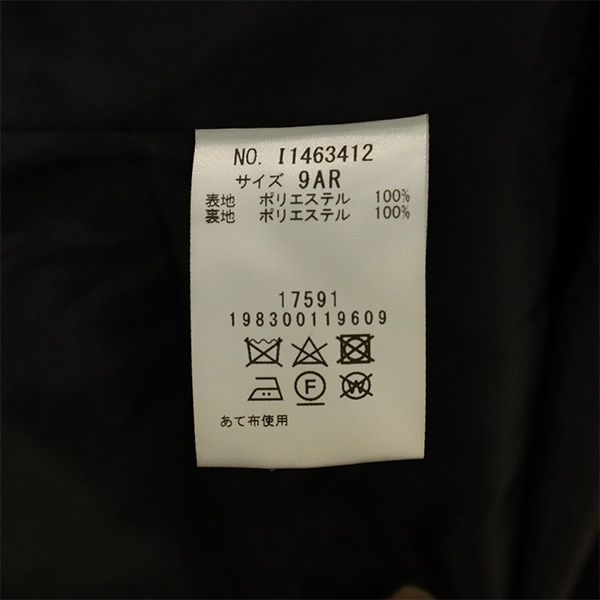 NO. I1463412
サイズ 9AR
表地 ポリエステル 100%
裏地 ポリエステル 100%
17591
198300119609
F W
あて布使用